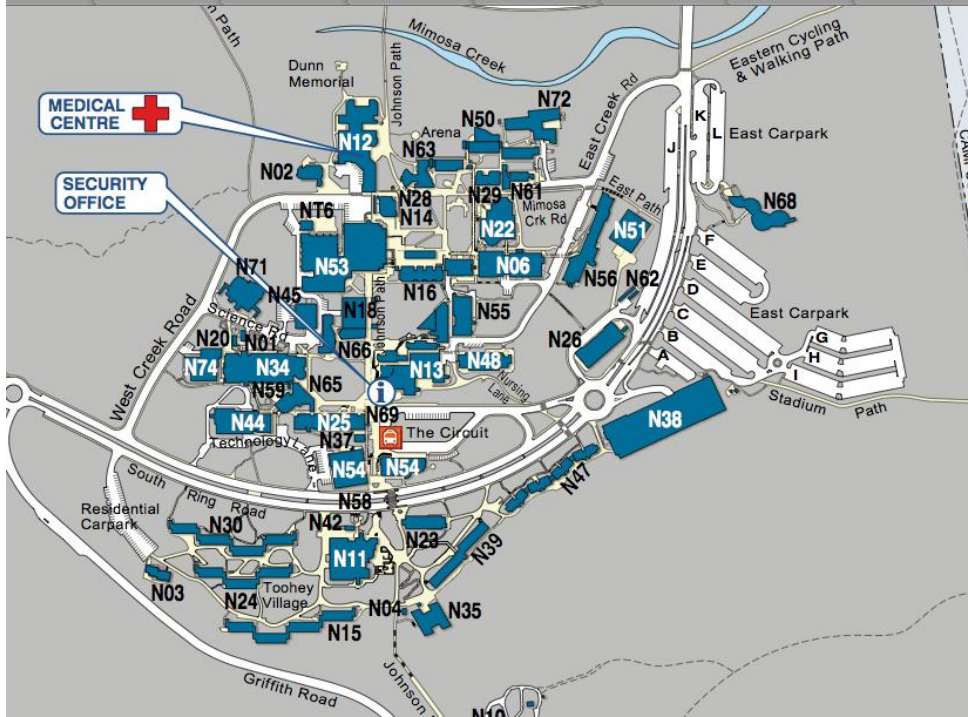 Path
Johnson Path
Mimosa Creek
Eastern Cycling
& Walking Path
Dunn
Memorial
MEDICAL
CENTRE
N12
Arena
N50
N72
East Creek Rd
K
L
J
East Carpark
N63
N02
SECURITY
OFFICE
N28
N14
N29
N61
Mimosa
Crk Rd
East Path
N68
NT6
N22
N51
N53
N06
N56
N62
F
E
D
C
B
A
N71
N45
N16
N55
N18
Johnson Path
East Carpark
G
H
I
West Creek Road
Science Rd
N20
N01
N66
N26
N74
N34
N13
N48
Nursing
Lane
N59
N65
Stadium Path
N44
N25
N69
N38
Technology Lane
N37
The Circuit
N54
N54
N47
South Ring Road
N58
Residential
Carpark
N30
N42
N23
N11
N39
N03
N24
Toohey
Village
N04
N35
N15
Griffith Road
Johnson
N10